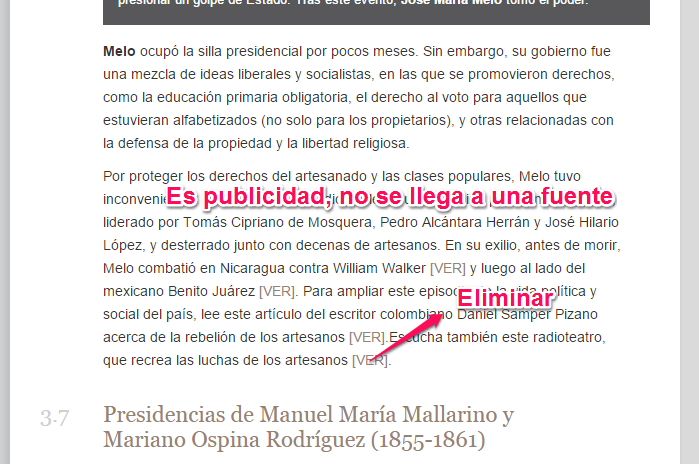 presionar un golpe de Estado. Tras este evento, José María Melo tomó el poder.
Melo ocupó la silla presidencial por pocos meses. Sin embargo, su gobierno fue
una mezcla de ideas liberales y socialistas, en las que se promovieron derechos,
como la educación primaria obligatoria, el derecho al voto para aquellos que
estuvieran alfabetizados (no solo para los propietarios), y otras relacionadas con
la defensa de la propiedad y la libertad religiosa.
Por proteger los derechos del artesanado y las clases populares, Melo tuvo
Es publicidad, no se llega a una fuente
liderado por Tomás Cipriano de Mosquera, Pedro Alcántara Herrán y José Hilario
López, y desterrado junto con decenas de artesanos. En su exilio, antes de morir,
Melo combatió en Nicaragua contra William Walker [VER] y luego al lado del
mexicano Benito Juárez [VER]. Para ampliar este episodio la vida política y
Eliminar
social del país, lee este artículo del escritor colombiano Daniel Samper Pizano
acerca de la rebelión de los artesanos [VER].Escucha también este radioteatro,
que recrea las luchas de los artesanos [VER].
3.7 Presidencias de Manuel María Mallarino y
Mariano Ospina Rodríguez (1855-1861)